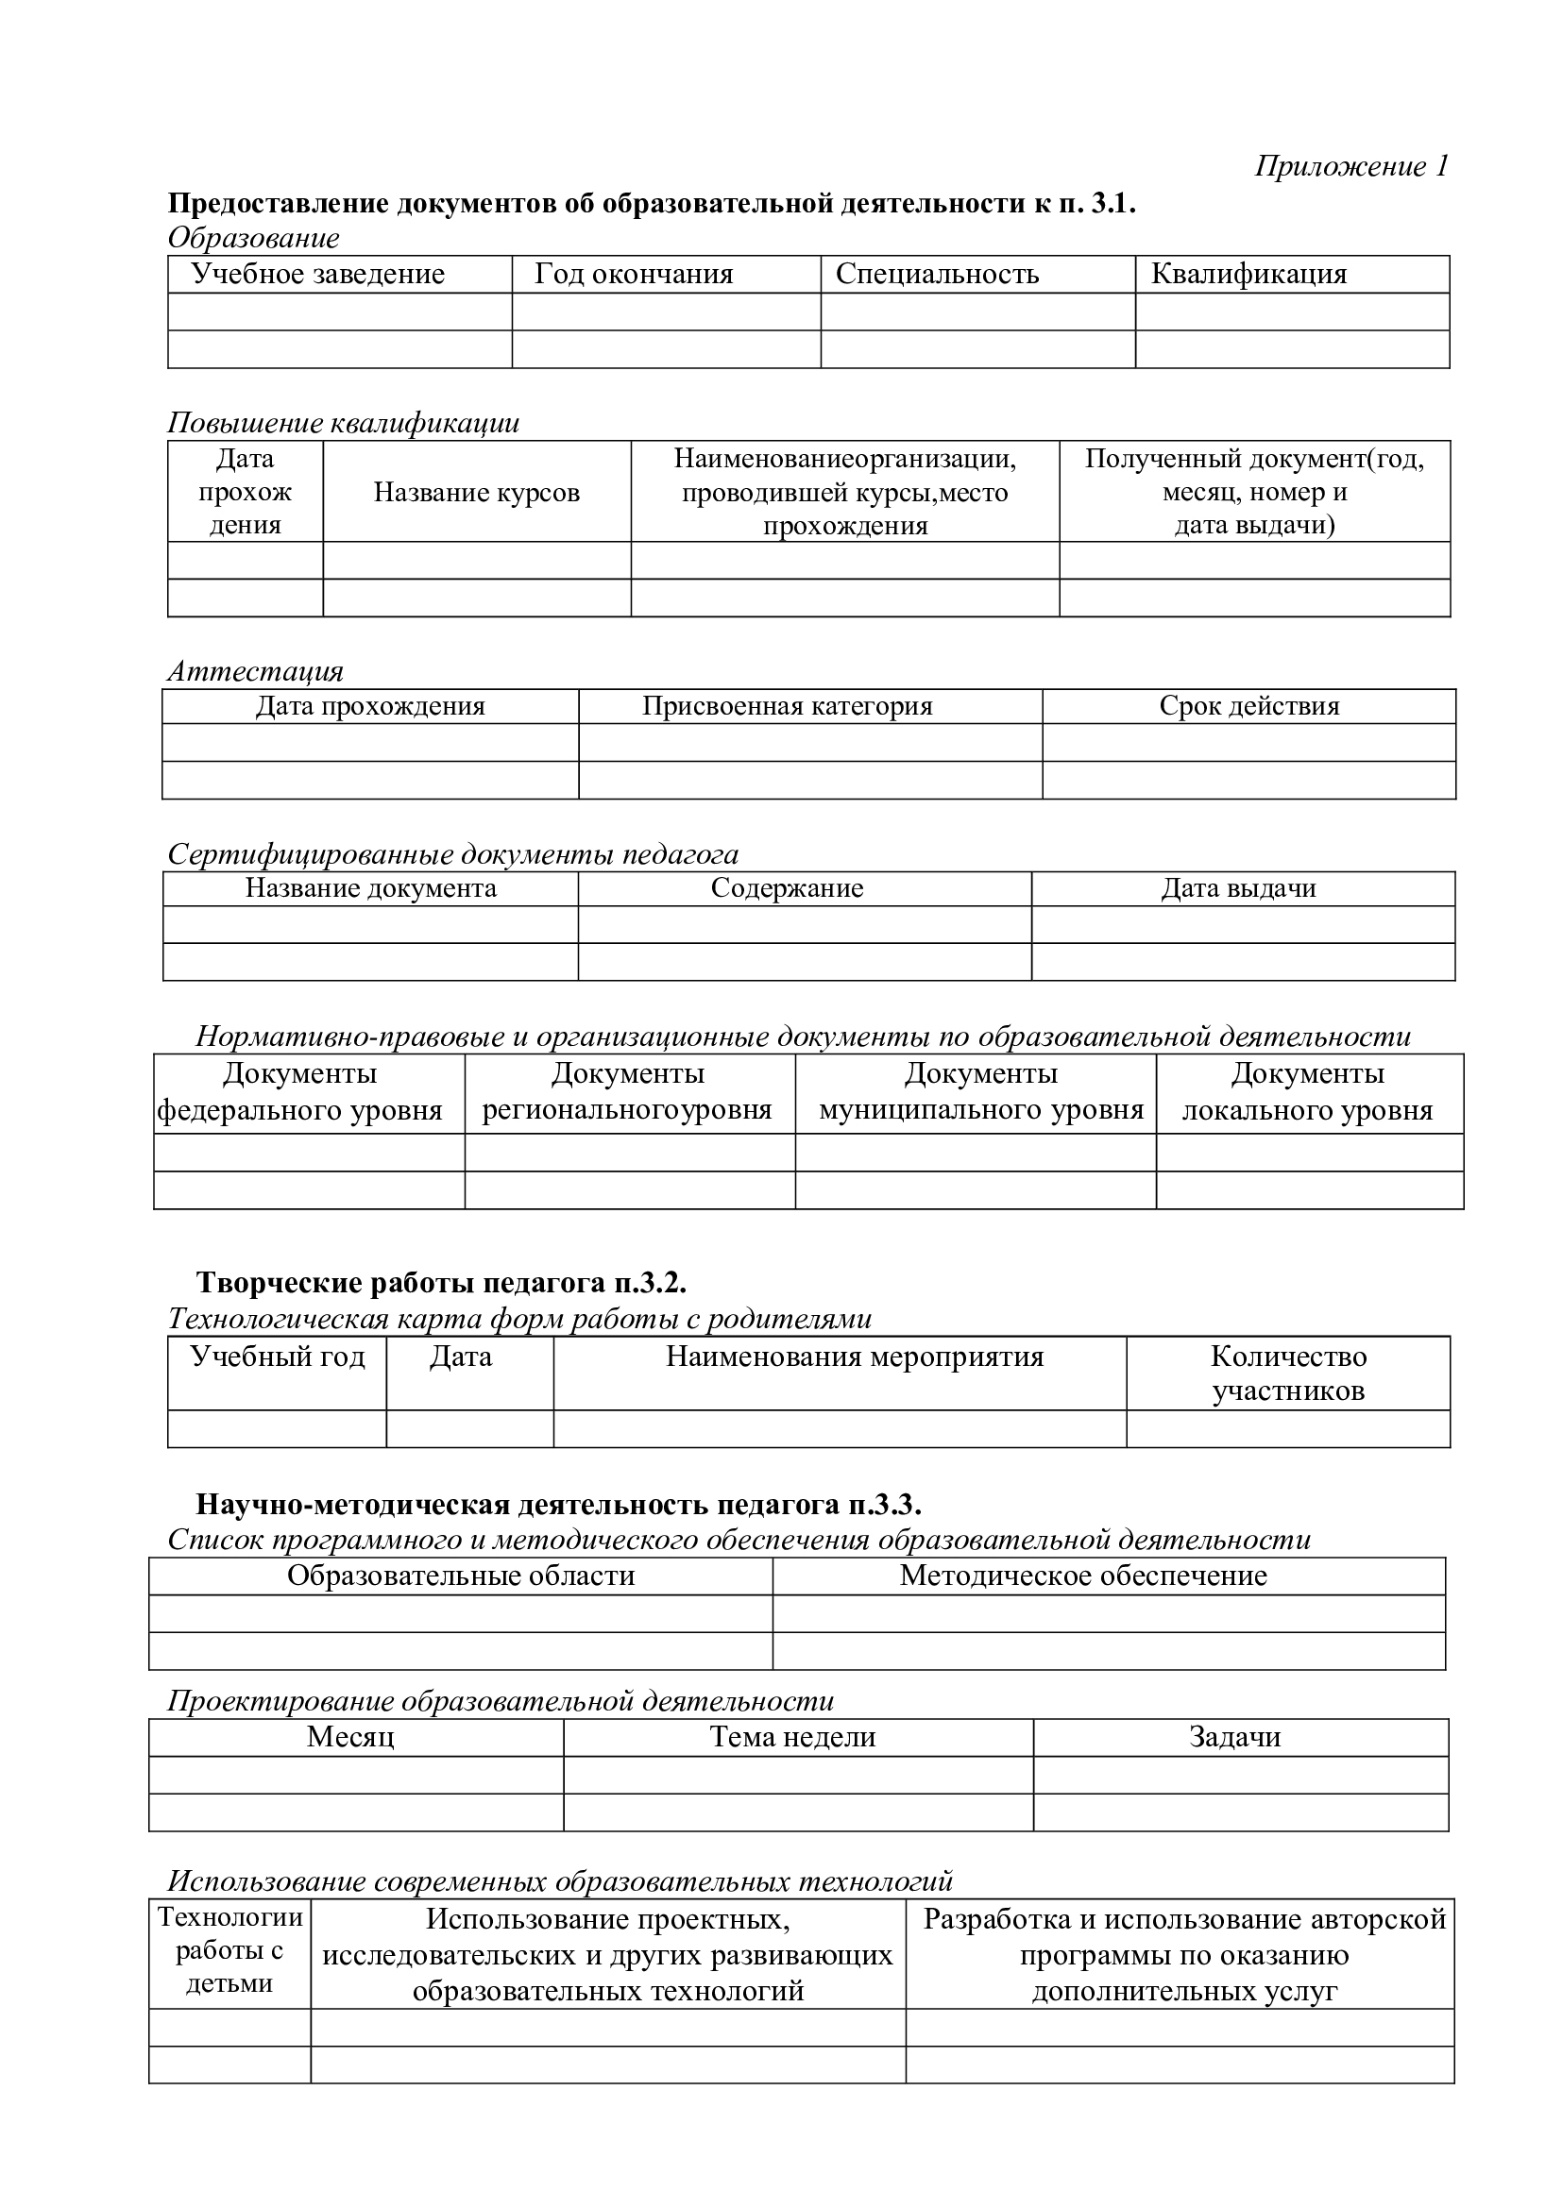 Приложение 1
Предоставление документов об образовательной деятельности к п. 3.1.
Образование
Учебное заведение Год окончания Специальность Квалификация
Повышение квалификации
Дата
прохож
дения
Название курсов
Наименованиеорганизации,
проводившей курсы,место
прохождения
Полученный документ(год,
месяц, номер и
дата выдачи)
Аттестация
Дата прохождения Присвоенная категория Срок действия
Сертифицированные документы педагога
Название документа Содержание Дата выдачи
Нормативно-правовые и организационные документы по образовательной деятельности
Документы
федерального уровня
Документы
региональногоуровня
Документы
муниципального уровня
Документы
локального уровня
Творческие работы педагога п.3.2.
Технологическая карта форм работы с родителями
Учебный год Дата Наименования мероприятия Количество
участников
Научно-методическая деятельность педагога п.3.3.
Список программного и методического обеспечения образовательной деятельности
Образовательные области Методическое обеспечение
Проектирование образовательной деятельности
Месяц Тема недели Задачи
Использование современных образовательных технологий
Технологии
работы с
детьми
Использование проектных,
исследовательских и других развивающих
образовательных технологий
Разработка и использование авторской
программы по оказанию
дополнительных услуг